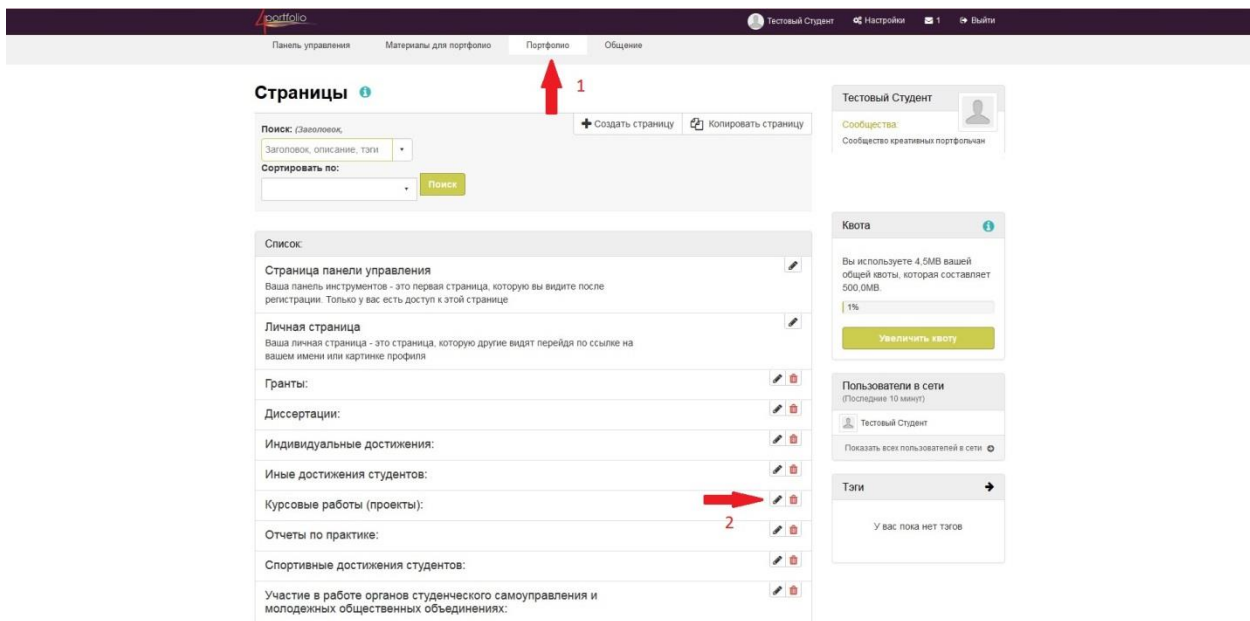 4portfolio
Тестовый Студент Настройки 1 Выйти
Панель управления Материалы для портфолио Портфолио Общение
1
Страницы
Создать страницу Копировать страницу
Поиск: (Заголовок,
Заголовок, описание, тэги
Сортировать по:
Поиск
Список:
Страница панели управления
Ваша панель инструментов - это первая страница, которую вы видите после
регистрации. Только у вас есть доступ к этой странице
Личная страница
Ваша личная страница - это страница, которую другие видят перейдя по ссылке на
вашем имени или картинке профиля
Гранты:
Диссертации:
Индивидуальные достижения:
Иные достижения студентов:
Курсовые работы (проекты):
2
Отчеты по практике:
Спортивные достижения студентов:
Участие в работе органов студенческого самоуправления и
молодежных общественных объединениях:
Тестовый Студент
Сообщества:
Сообщество креативных портфольчан
Квота
Вы используете 4,5MB вашей
общей квоты, которая составляет
500,0MB.
1%
Увеличить квоту
Пользователи в сети
(Последние 10 минут)
Тестовый Студент
Показать всех пользователей в сети
Тэги
У вас пока нет тэгов